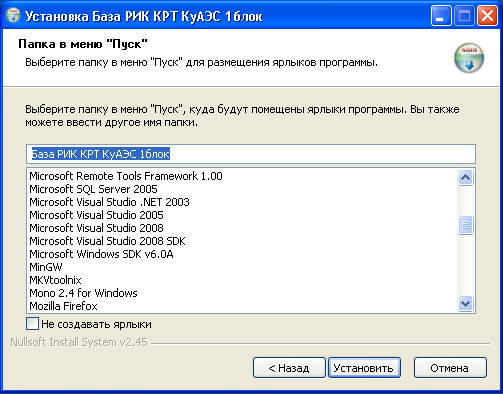 Установка База РИК КРТ КуАЭС 1блок
Папка в меню "Пуск"
Выберите папку в меню "Пуск" для размещения ярлыков программы.
Выберите папку в меню "Пуск", куда будут помещены ярлыки программы. Вы также
можете ввести другое имя папки.
База РИК КРТ КуАЭС 1блок
Microsoft Remote Tools Framework 1.00
Microsoft SQL Server 2005
Microsoft Visual Studio .NET 2003
Microsoft Visual Studio 2005
Microsoft Visual Studio 2008
Microsoft Visual Studio 2008 SDK
Microsoft Windows SDK v6.0A
MinGW
MKVtoolnix
Mono 2.4 for Windows
Mozilla Firefox
Не создавать ярлыки
Nullsoft Install System v2.45
< Назад
Установить
Отмена